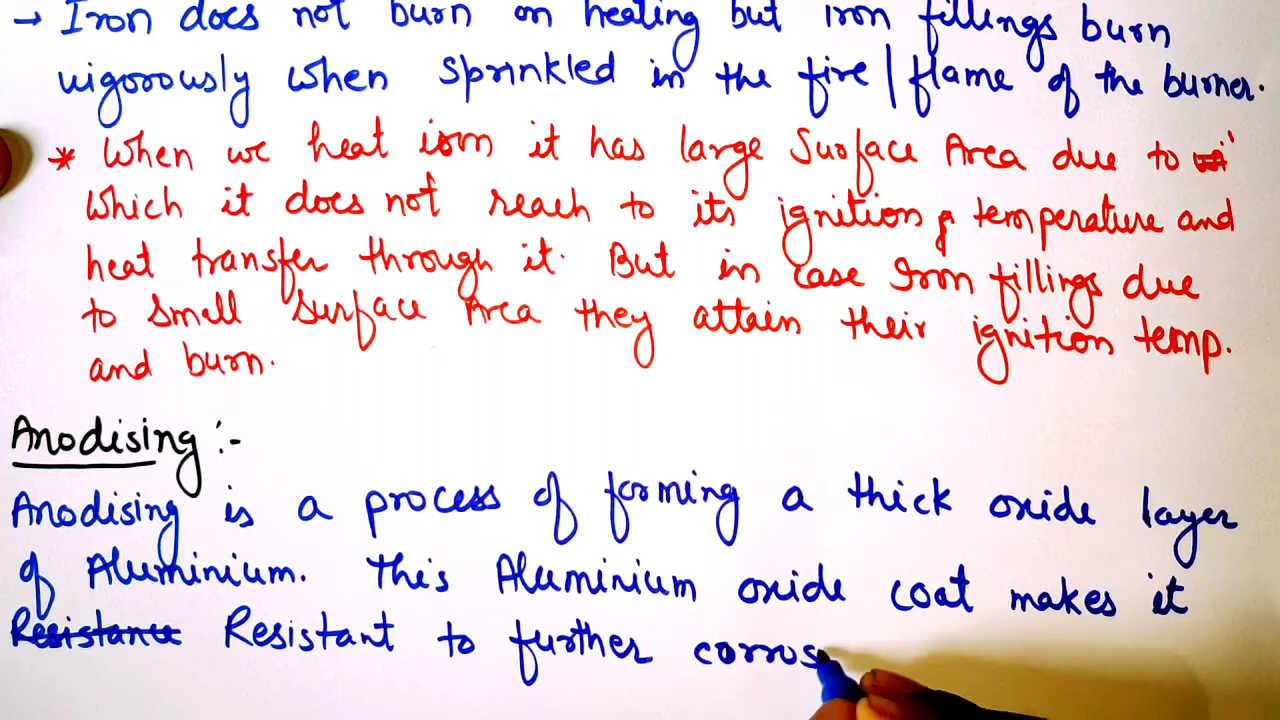 → Iron does not burn on heating but iron fillings burn
vigorously when sprinkled in the fire/flame of the burner.
* When we heat iron it has large Surface Area due to
which it does not reach to its ignition temperature and
heat transfer through it. But in case Iron fillings due
to small surface Area they attain their ignition temp.
and burn.
Anodising :-
Anodising is a process of forming a thick oxide layer
of Aluminium. This Aluminium oxide coat makes it
Resistance Resistant to further corros